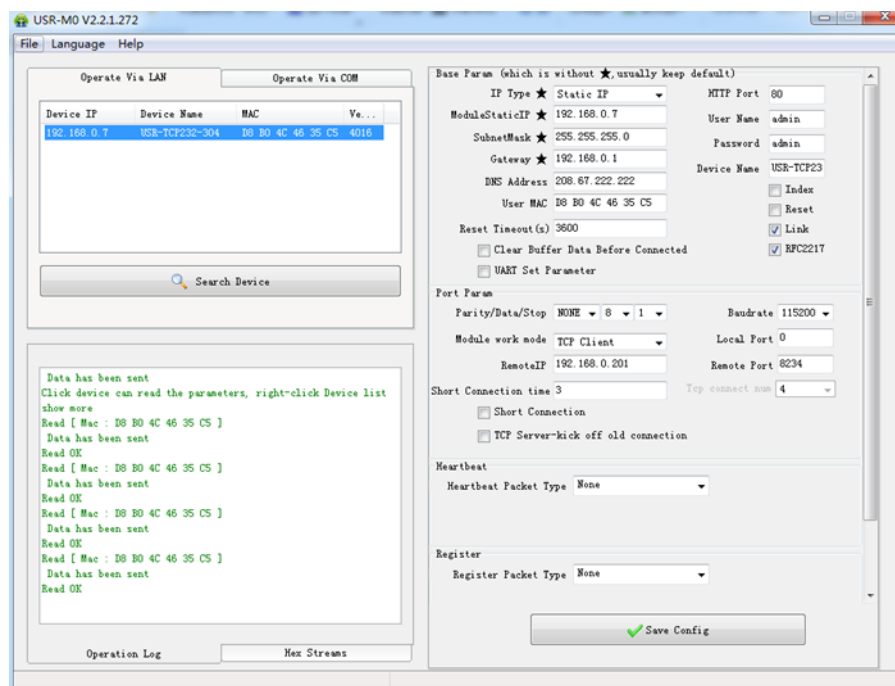 USR-M0 V2.2.1.272
File Language Help
Operate Via LAN Operate Via COM
Device IP Device Name MAC Ve...
192.168.0.7 USR-TCP232-304 D8 B0 4C 46 35 C5 4016
Search Device
Data has been sent
Click device can read the parameters, right-click Device list
show more
Read [ Mac : D8 B0 4C 46 35 C5 ]
Data has been sent
Read OK
Read [ Mac : D8 B0 4C 46 35 C5 ]
Data has been sent
Read OK
Read [ Mac : D8 B0 4C 46 35 C5 ]
Data has been sent
Read OK
Read [ Mac : D8 B0 4C 46 35 C5 ]
Data has been sent
Read OK
Operation Log Hex Streams
Base Param (which is without ★,usually keep default)
IP Type ★ Static IP HTTP Port 80
ModuleStaticIP ★ 192.168.0.7 User Name admin
SubnetMask ★ 255.255.255.0 Password admin
Gateway ★ 192.168.0.1 Device Name USR-TCP23
DNS Address 208.67.222.222 Index
User MAC D8 B0 4C 46 35 C5 Reset
Reset Timeout(s) 3600 Link
Clear Buffer Data Before Connected RFC2217
UART Set Parameter
Port Param
Parity/Data/Stop NONE 8 1 Baudrate 115200
Module work mode TCP Client Local Port 0
RemoteIP 192.168.0.201 Remote Port 8234
Short Connection time 3 Tcp connect num 4
Short Connection
TCP Server-kick off old connection
Heartbeat
Heartbeat Packet Type None
Register
Register Packet Type None
Save Config